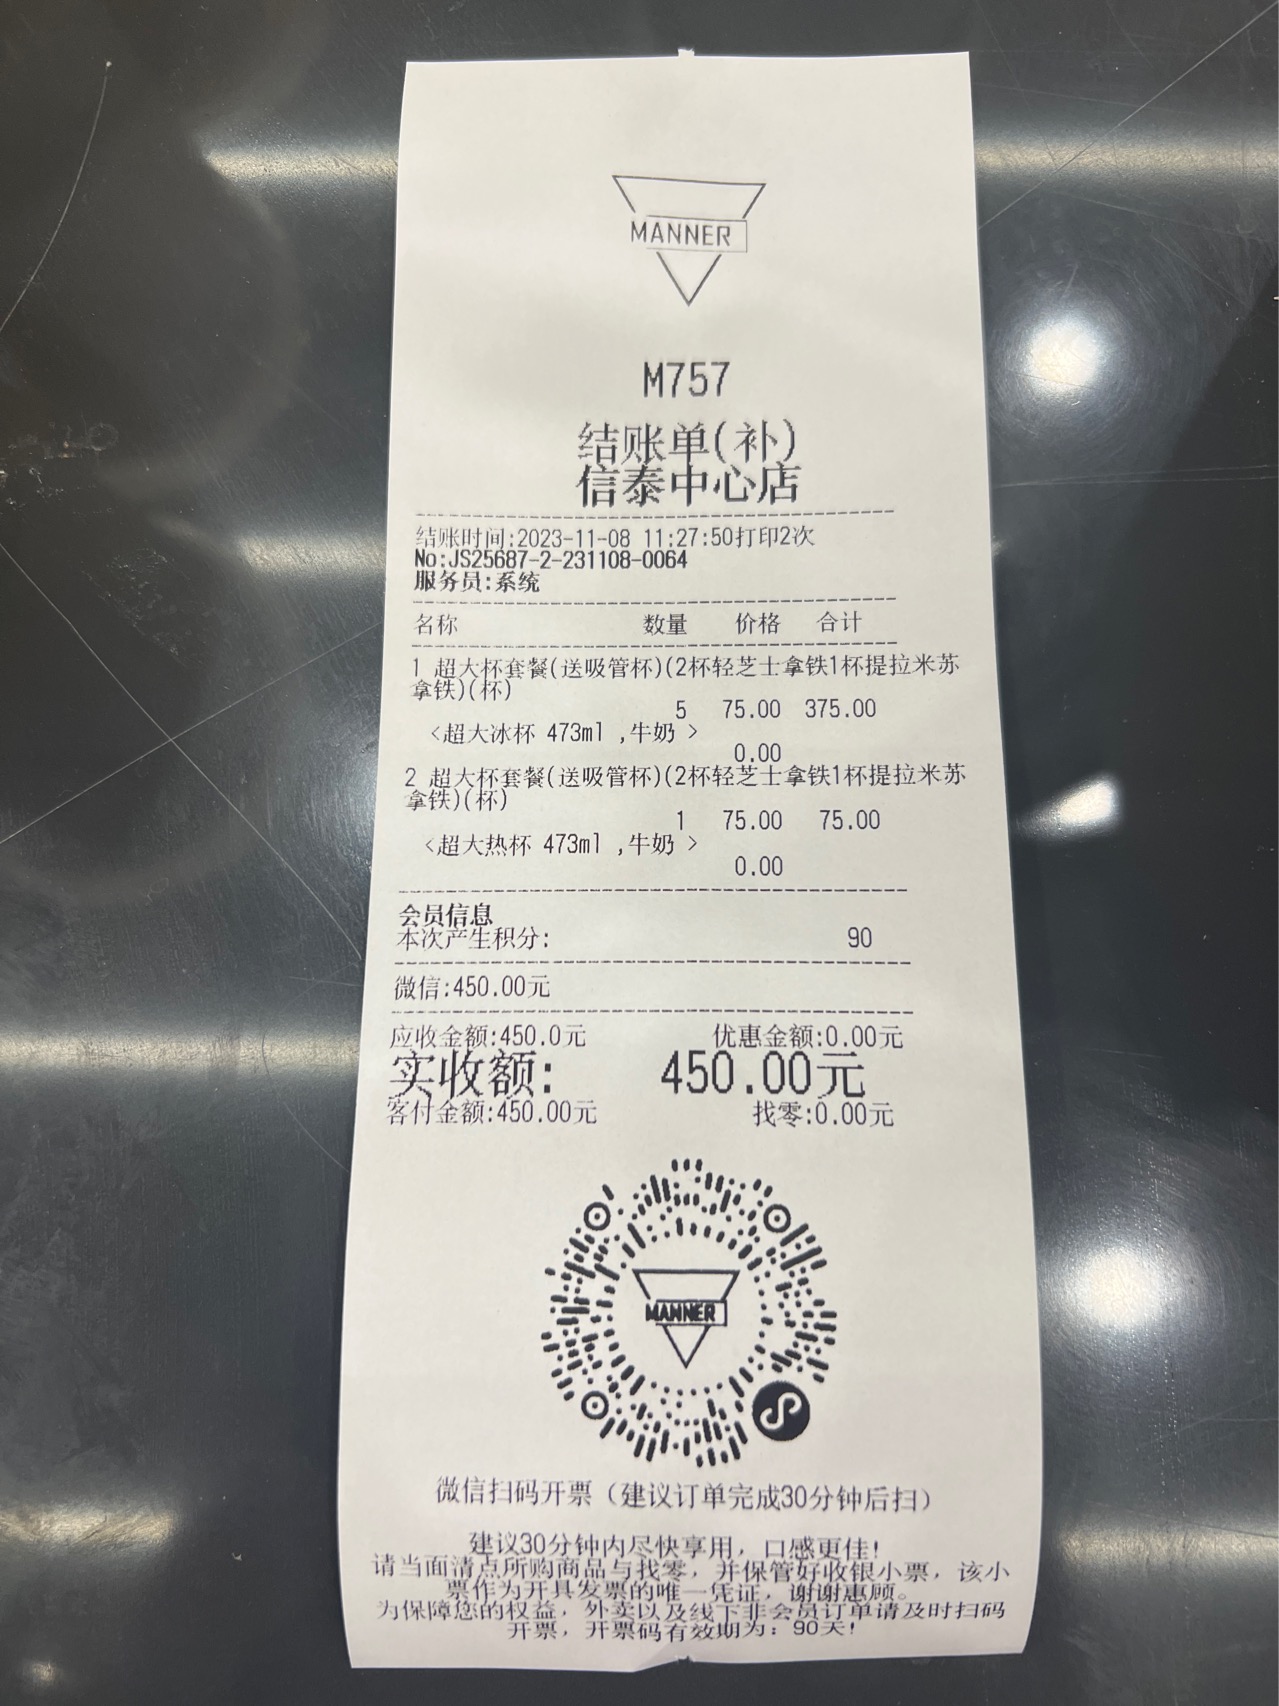 MANNER
M757
结账单(补)
信泰中心店
结账时间:2023-11-08 11:27:50打印2次
No:JS25687-2-231108-0064
服务员:系统
名称 数量 价格 合计
1 超大杯套餐(送吸管杯)(2杯轻芝士拿铁1杯提拉米苏
拿铁)(杯)
5 75.00 375.00
<超大冰杯 473ml ,牛奶 >
0.00
2 超大杯套餐(送吸管杯)(2杯轻芝士拿铁1杯提拉米苏
拿铁)(杯)
1 75.00 75.00
<超大热杯 473ml ,牛奶 >
0.00
会员信息
本次产生积分: 90
微信:450.00元
应收金额:450.0元 优惠金额:0.00元
实收额: 450.00元
客付金额:450.00元 找零:0.00元
MANNER
微信扫码开票（建议订单完成30分钟后扫）
建议30分钟内尽快享用，口感更佳!
请当面清点所购商品与找零，并保管好收银小票，该小
票作为开具发票的唯一凭证，谢谢惠顾。
为保障您的权益，外卖以及线下非会员订单请及时扫码
开票，开票码有效期为：90天!